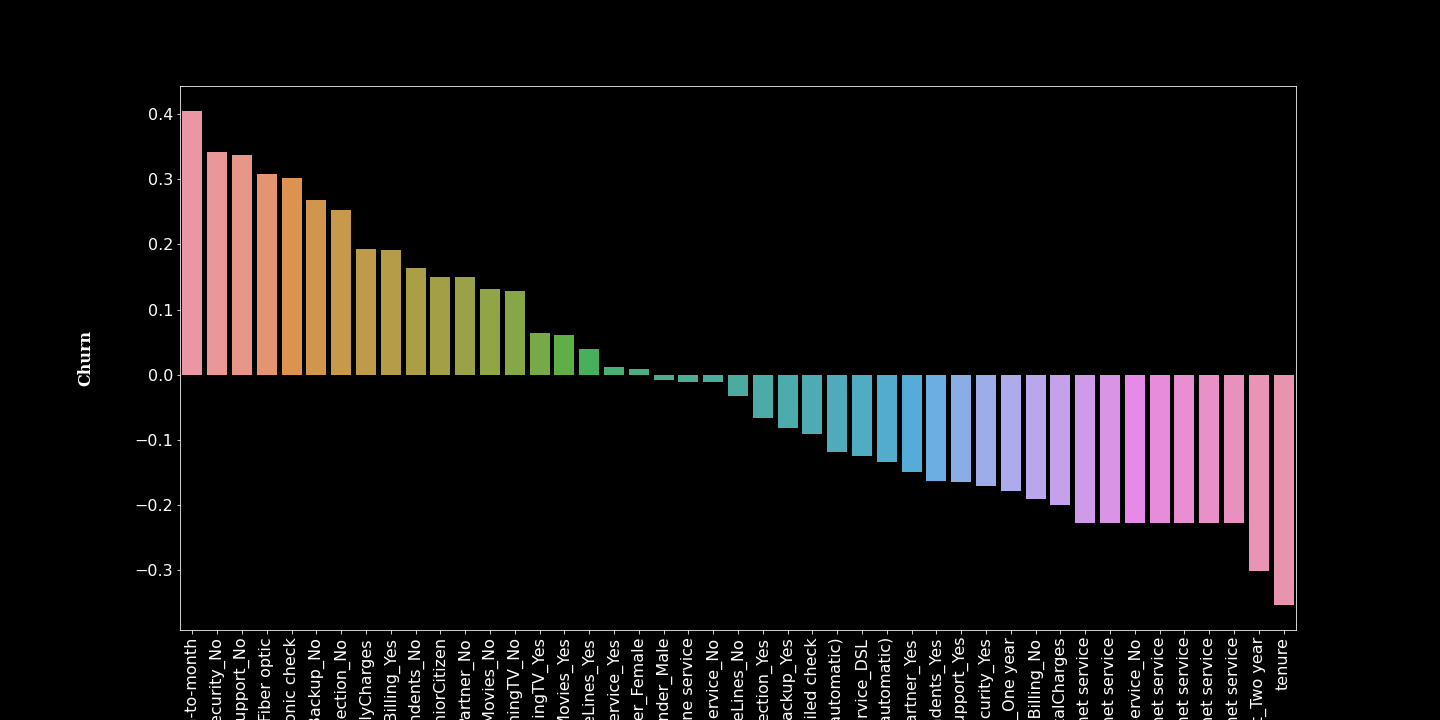 0.4
0.3
0.2
0.1
0.0
−0.1
−0.2
−0.3
Churn
-to-month
ecurity_No
upport_No
Fiber optic
onic check
Backup_No
ection_No
lyCharges
Billing_Yes
ndents_No
niorCitizen
Partner_No
Movies_No
ningTV_No
ingTV_Yes
Movies_Yes
eLines_Yes
ervice_Yes
er_Female
nder_Male
ne service
ervice_No
eLines_No
ection_Yes
ackup_Yes
iled check
automatic)
rvice_DSL
automatic)
artner_Yes
dents_Yes
upport_Yes
curity_Yes
_One year
Billing_No
alCharges
net service
net service
ervice_No
net service
net service
net service
net service
t_Two year
tenure